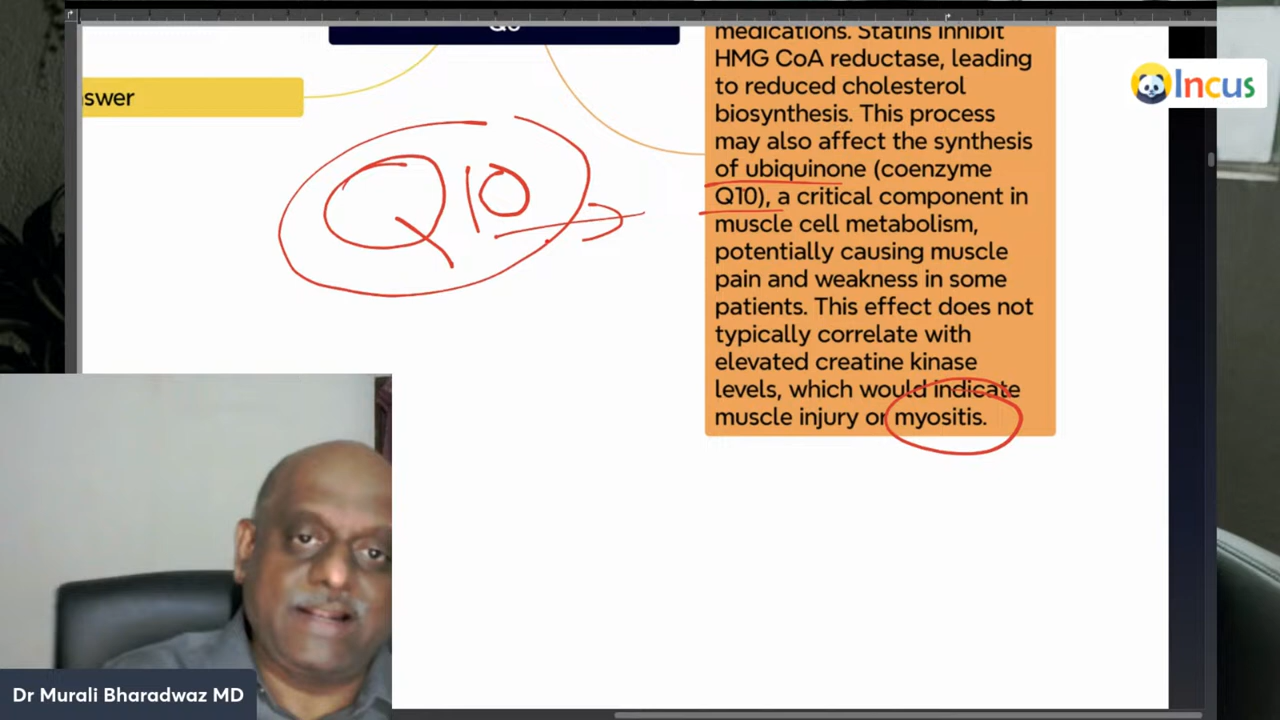 medications. Statins inhibit
HMG CoA reductase, leading
to reduced cholesterol
biosynthesis. This process
may also affect the synthesis
of ubiquinone (coenzyme
Q10), a critical component in
muscle cell metabolism,
potentially causing muscle
pain and weakness in some
patients. This effect does not
typically correlate with
elevated creatine kinase
levels, which would indicate
muscle injury or myositis.
swer
Q10
Incus
Dr Murali Bharadwaz MD